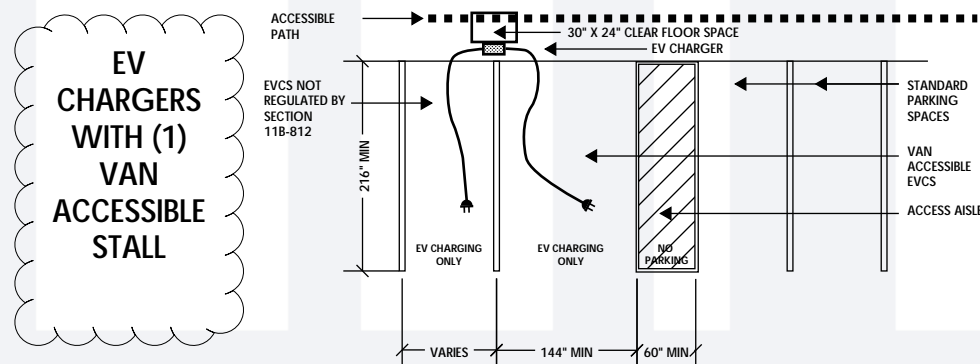 EV
CHARGERS
WITH (1)
VAN
ACCESSIBLE
STALL
ACCESSIBLE
PATH
30" X 24" CLEAR FLOOR SPACE
EV CHARGER
EVCS NOT
REGULATED BY
SECTION
11B-812
STANDARD
PARKING
SPACES
VAN
ACCESSIBLE
EVCS
ACCESS AISLE
216" MIN
EV CHARGING
ONLY
EV CHARGING
ONLY
NO
PARKING
VARIES
144" MIN
60" MIN